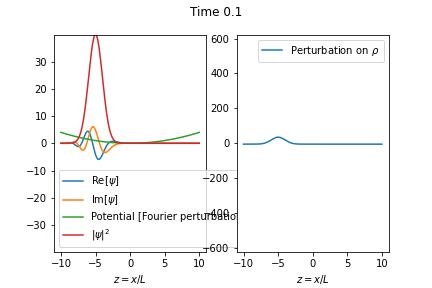 Time 0.1
30
20
10
0
−10
−20
−30
Re[ψ]
Im[ψ]
Potential [Fourier perturbatio
|ψ|²
−10 −5 0 5 10
z = x/L
600
400
200
0
−200
−400
−600
Perturbation on ρ
−10 −5 0 5 10
z = x/L